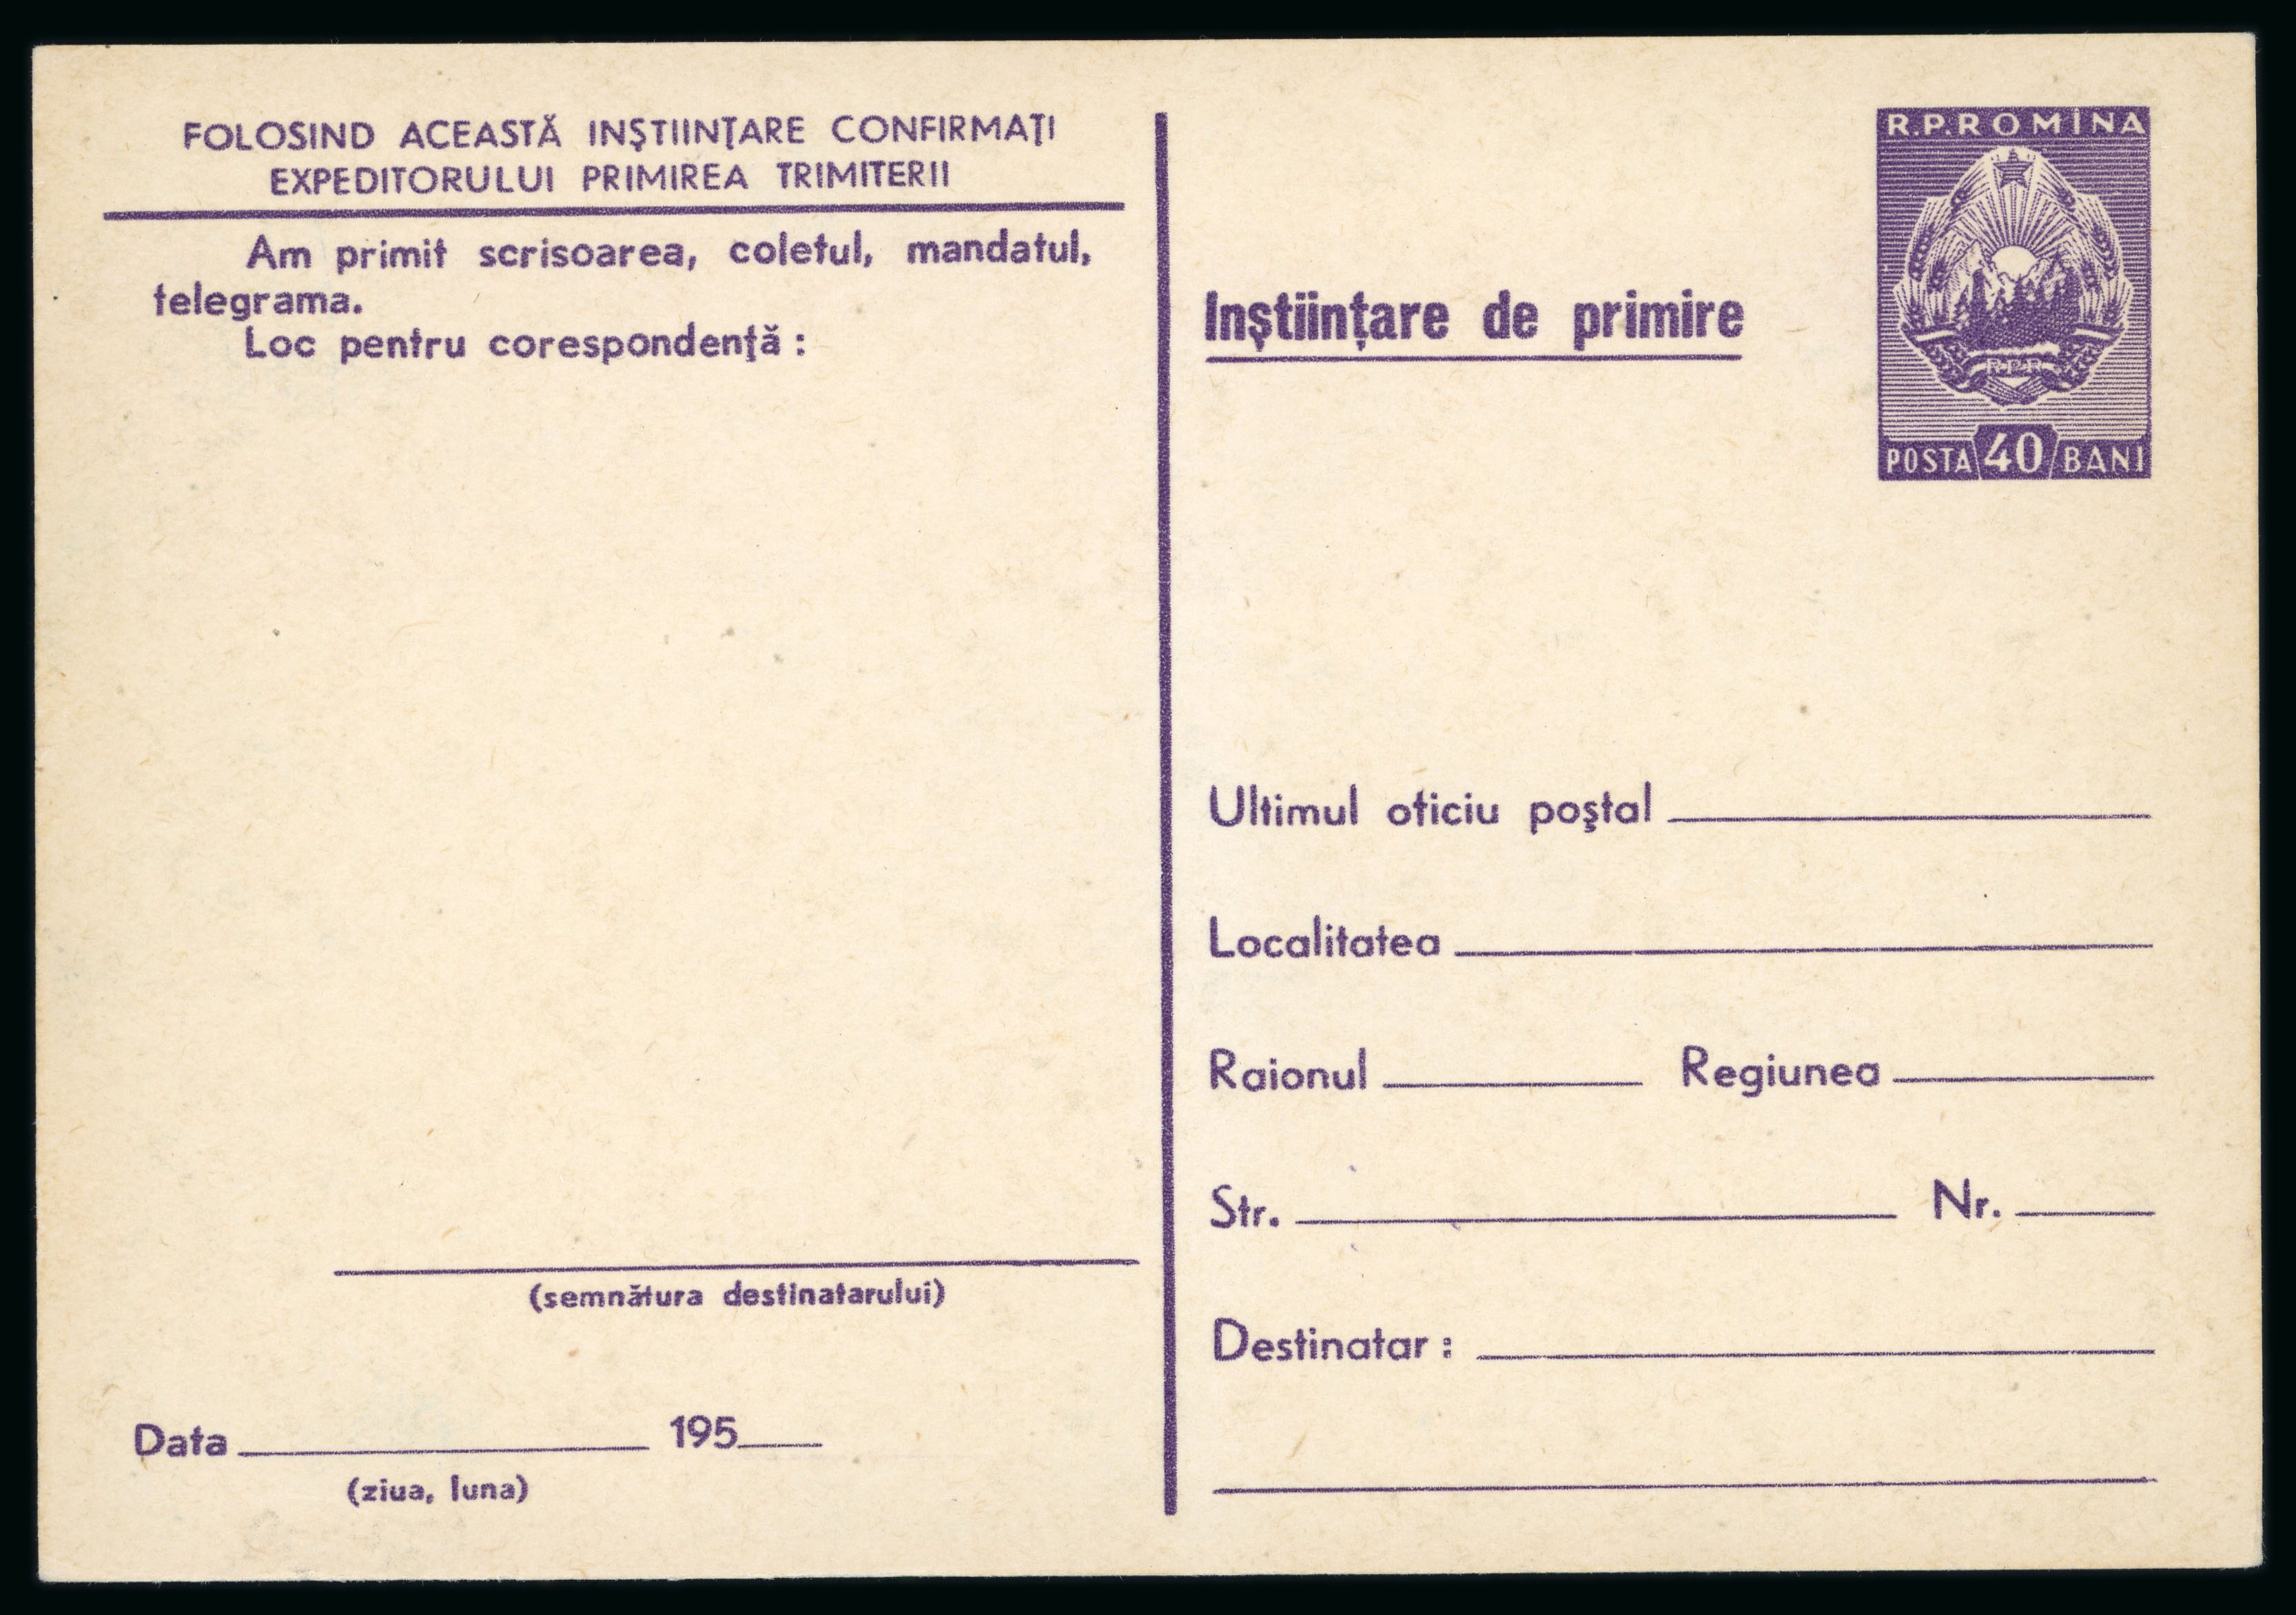 FOLOSIND ACEASTĂ INŞTIINŢARE CONFIRMAŢI
EXPEDITORULUI PRIMIREA TRIMITERII
Am primit scrisoarea, coletul, mandatul,
telegrama.
Loc pentru corespondenţă :
(semnătura destinatarului)
Data 195
(ziua, luna)
R.P.ROMÎNA
R.P.R
POSTA 40 BANI
Inştiinţare de primire
Ultimul oficiu poştal
Localitatea
Raionul Regiunea
Str. Nr.
Destinatar :